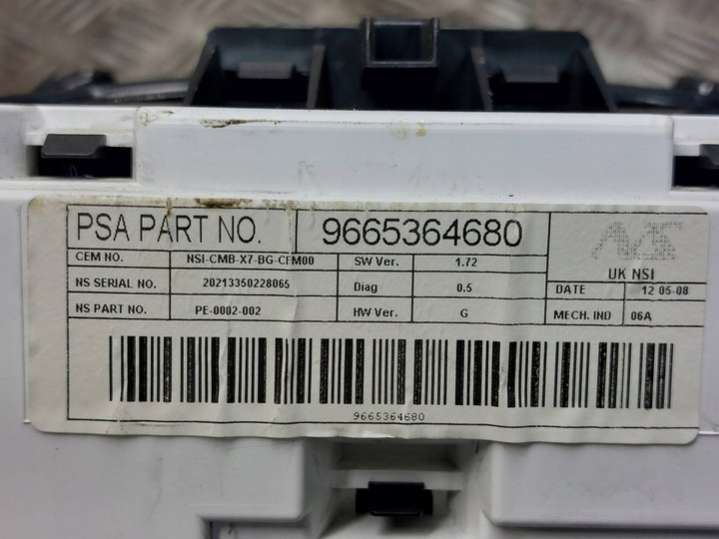 PSA PART NO. 9665364680 NS
UK NSI
CEM NO. NSI-CMB-X7-BG-CFM00 SW Ver. 1.72
NS SERIAL NO. 20213350228065 Diag 0.5 DATE 12 05-08
NS PART NO. PE-0002-002 HW Ver. G MECH. IND 06A
9665364680